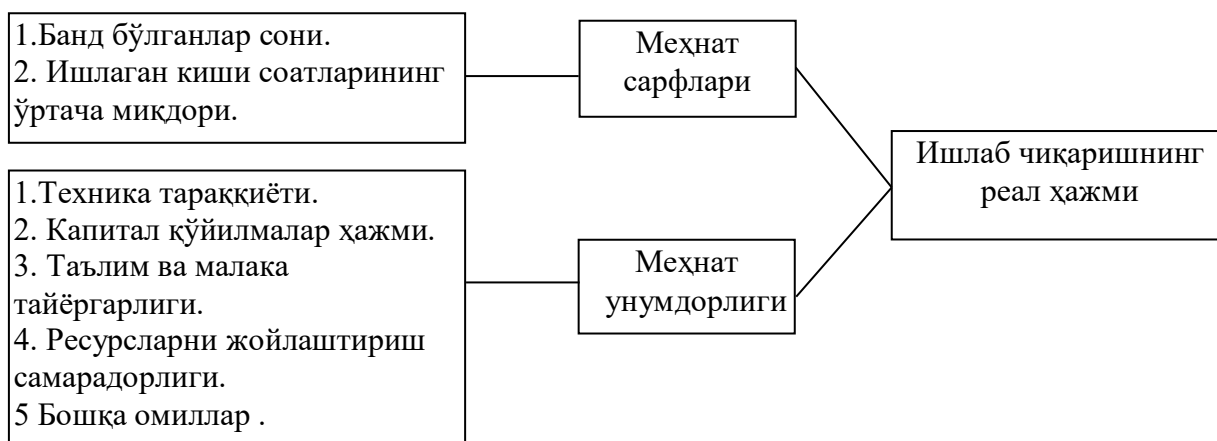 1.Банд бўлганлар сони.
2. Ишлаган киши соатларининг
ўртача миқдори.
Меҳнат
сарфлари
Ишлаб чиқаришнинг
реал ҳажми
1.Техника тараққиёти.
2. Капитал қўйилмалар ҳажми.
3. Таълим ва малака
тайёргарлиги.
4. Ресурсларни жойлаштириш
самарадорлиги.
5 Бошқа омиллар .
Меҳнат
унумдорлиги